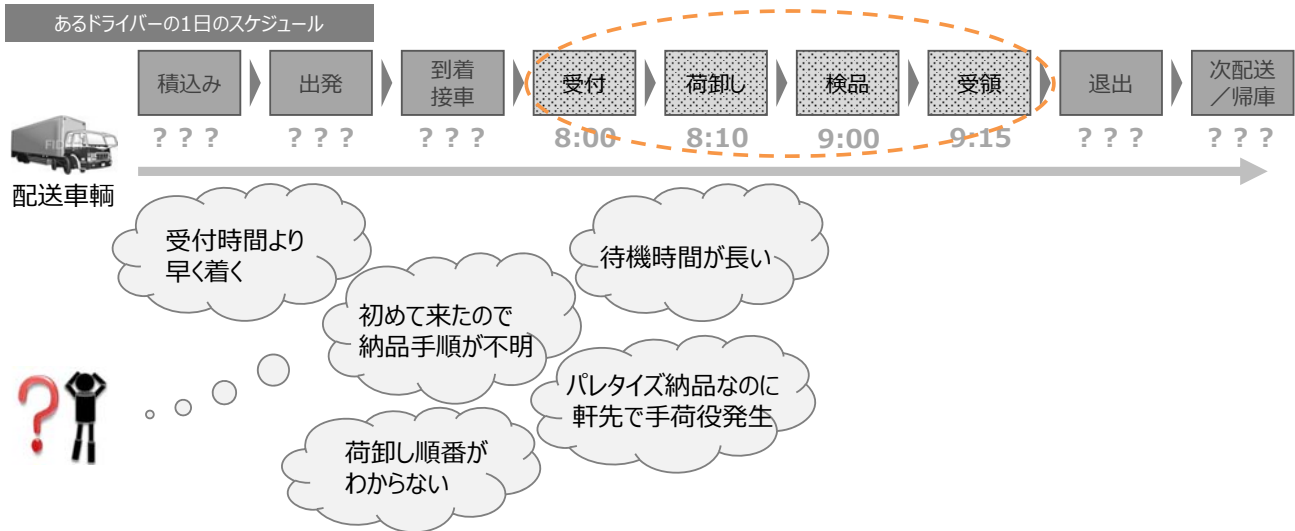 あるドライバーの1日のスケジュール
積込み
出発
到着
接車
受付
荷卸し
検品
受領
退出
次配送
／帰庫
? ? ?
? ? ?
? ? ?
8:00
8:10
9:00
9:15
? ? ?
? ? ?
配送車輌
受付時間より
早く着く
待機時間が長い
初めて来たので
納品手順が不明
パレタイズ納品なのに
軒先で手荷役発生
荷卸し順番が
わからない